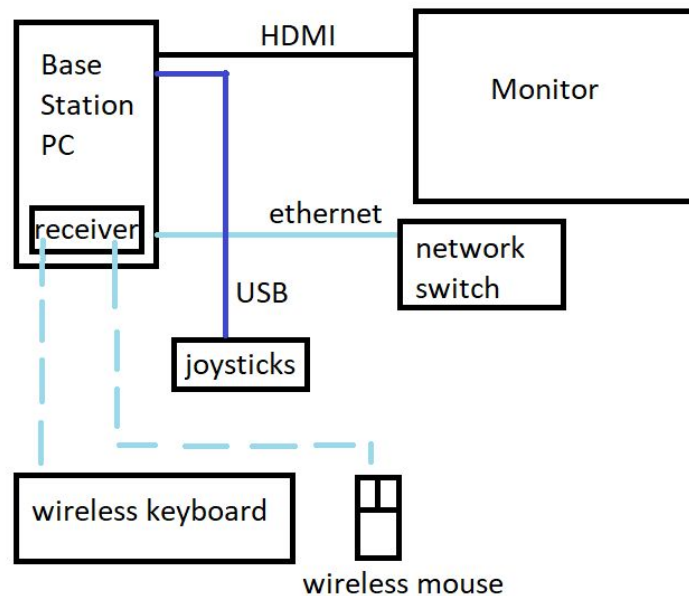 HDMI
Base
Station
PC
Monitor
receiver
ethernet
network
switch
USB
joysticks
wireless keyboard
wireless mouse